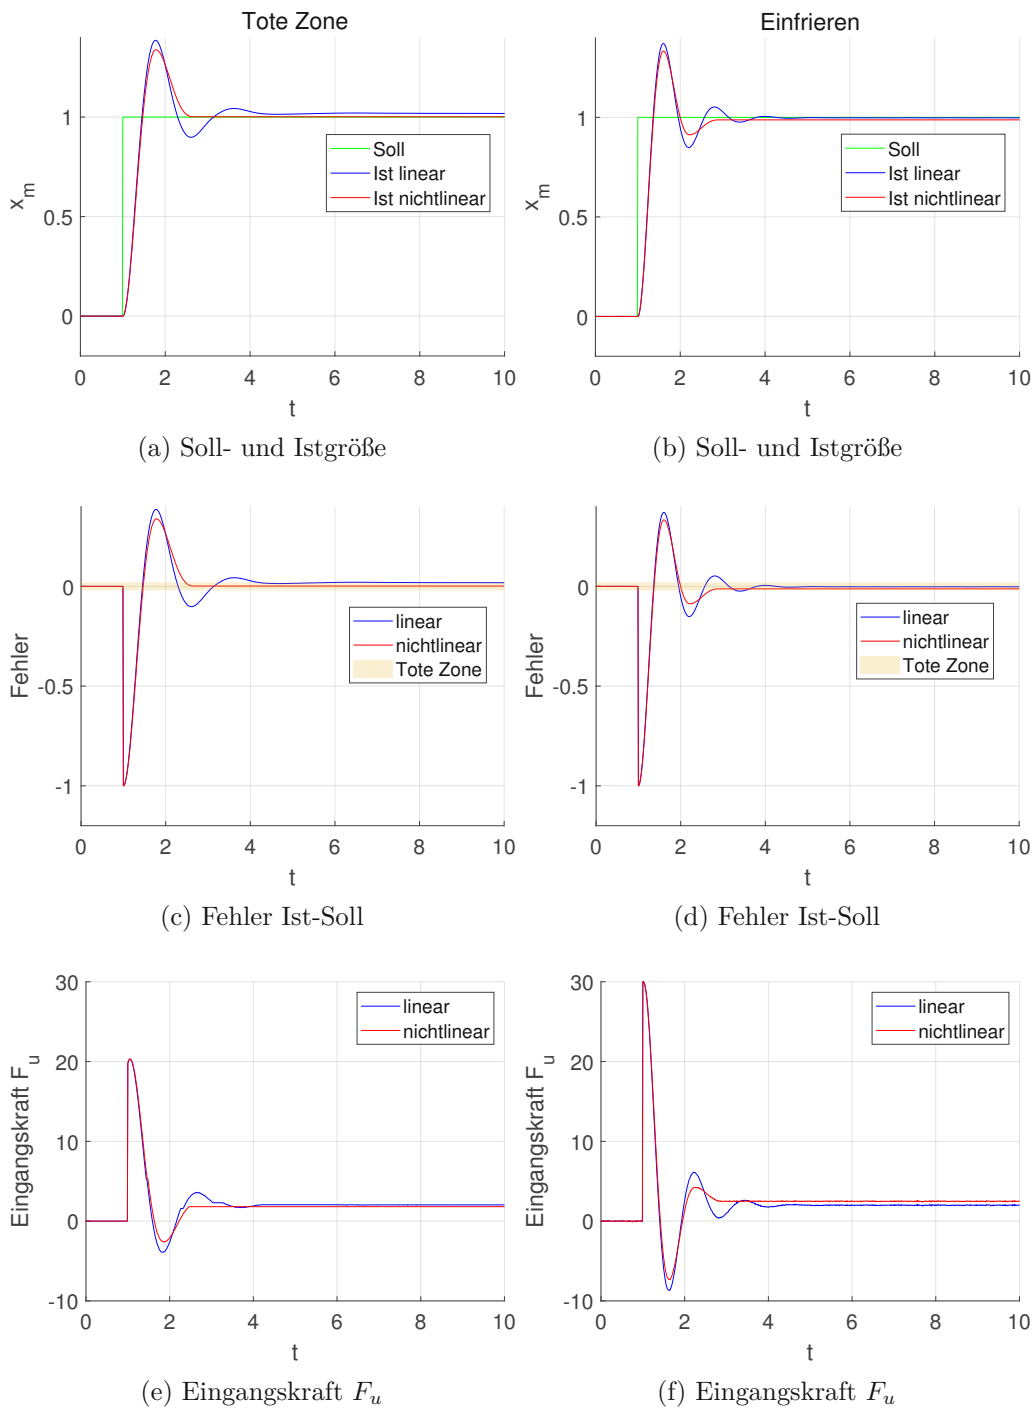 Tote Zone
1
0.5
0
x_m
Soll
Ist linear
Ist nichtlinear
0 2 4 6 8 10
t
(a) Soll- und Istgröße
Einfrieren
1
0.5
0
x_m
Soll
Ist linear
Ist nichtlinear
0 2 4 6 8 10
t
(b) Soll- und Istgröße
0
-0.5
-1
Fehler
linear
nichtlinear
Tote Zone
0 2 4 6 8 10
t
(c) Fehler Ist-Soll
0
-0.5
-1
Fehler
linear
nichtlinear
Tote Zone
0 2 4 6 8 10
t
(d) Fehler Ist-Soll
30
20
10
0
-10
Eingangskraft F_u
linear
nichtlinear
0 2 4 6 8 10
t
(e) Eingangskraft F_u
30
20
10
0
-10
Eingangskraft F_u
linear
nichtlinear
0 2 4 6 8 10
t
(f) Eingangskraft F_u